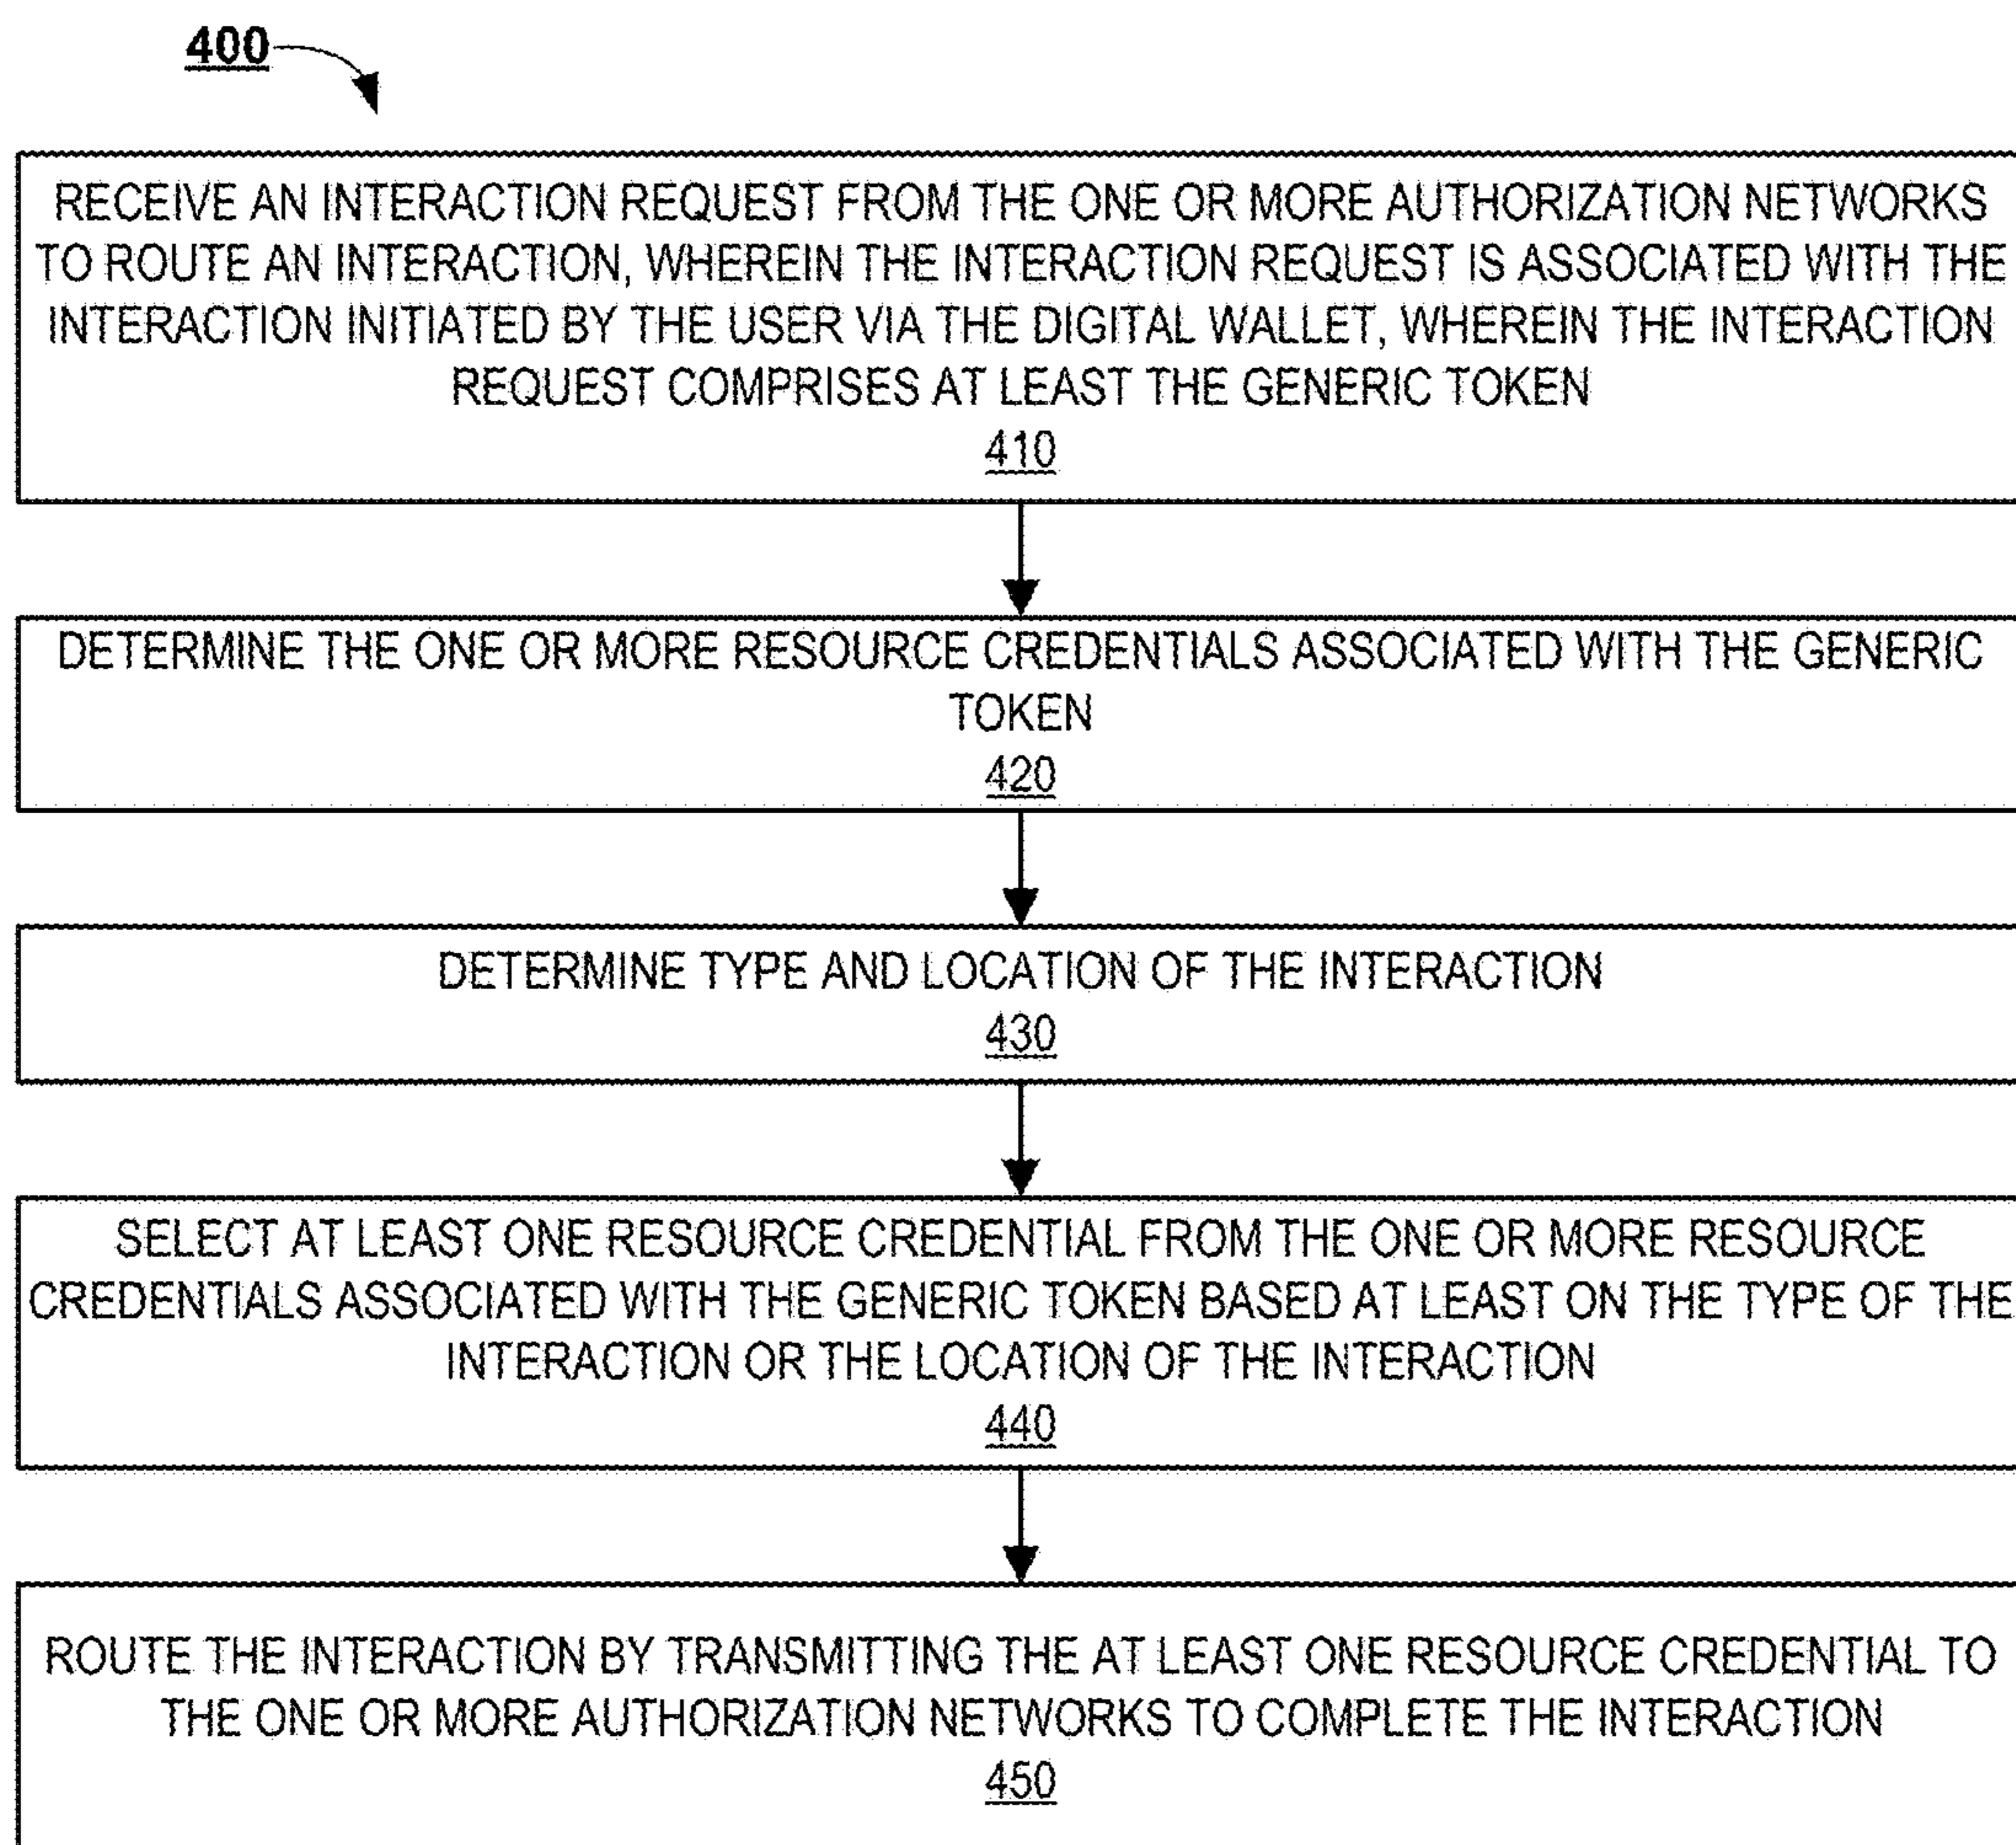 400
RECEIVE AN INTERACTION REQUEST FROM THE ONE OR MORE AUTHORIZATION NETWORKS
TO ROUTE AN INTERACTION, WHEREIN THE INTERACTION REQUEST IS ASSOCIATED WITH THE
INTERACTION INITIATED BY THE USER VIA THE DIGITAL WALLET, WHEREIN THE INTERACTION
REQUEST COMPRISES AT LEAST THE GENERIC TOKEN
410
DETERMINE THE ONE OR MORE RESOURCE CREDENTIALS ASSOCIATED WITH THE GENERIC
TOKEN
420
DETERMINE TYPE AND LOCATION OF THE INTERACTION
430
SELECT AT LEAST ONE RESOURCE CREDENTIAL FROM THE ONE OR MORE RESOURCE
CREDENTIALS ASSOCIATED WITH THE GENERIC TOKEN BASED AT LEAST ON THE TYPE OF THE
INTERACTION OR THE LOCATION OF THE INTERACTION
440
ROUTE THE INTERACTION BY TRANSMITTING THE AT LEAST ONE RESOURCE CREDENTIAL TO
THE ONE OR MORE AUTHORIZATION NETWORKS TO COMPLETE THE INTERACTION
450